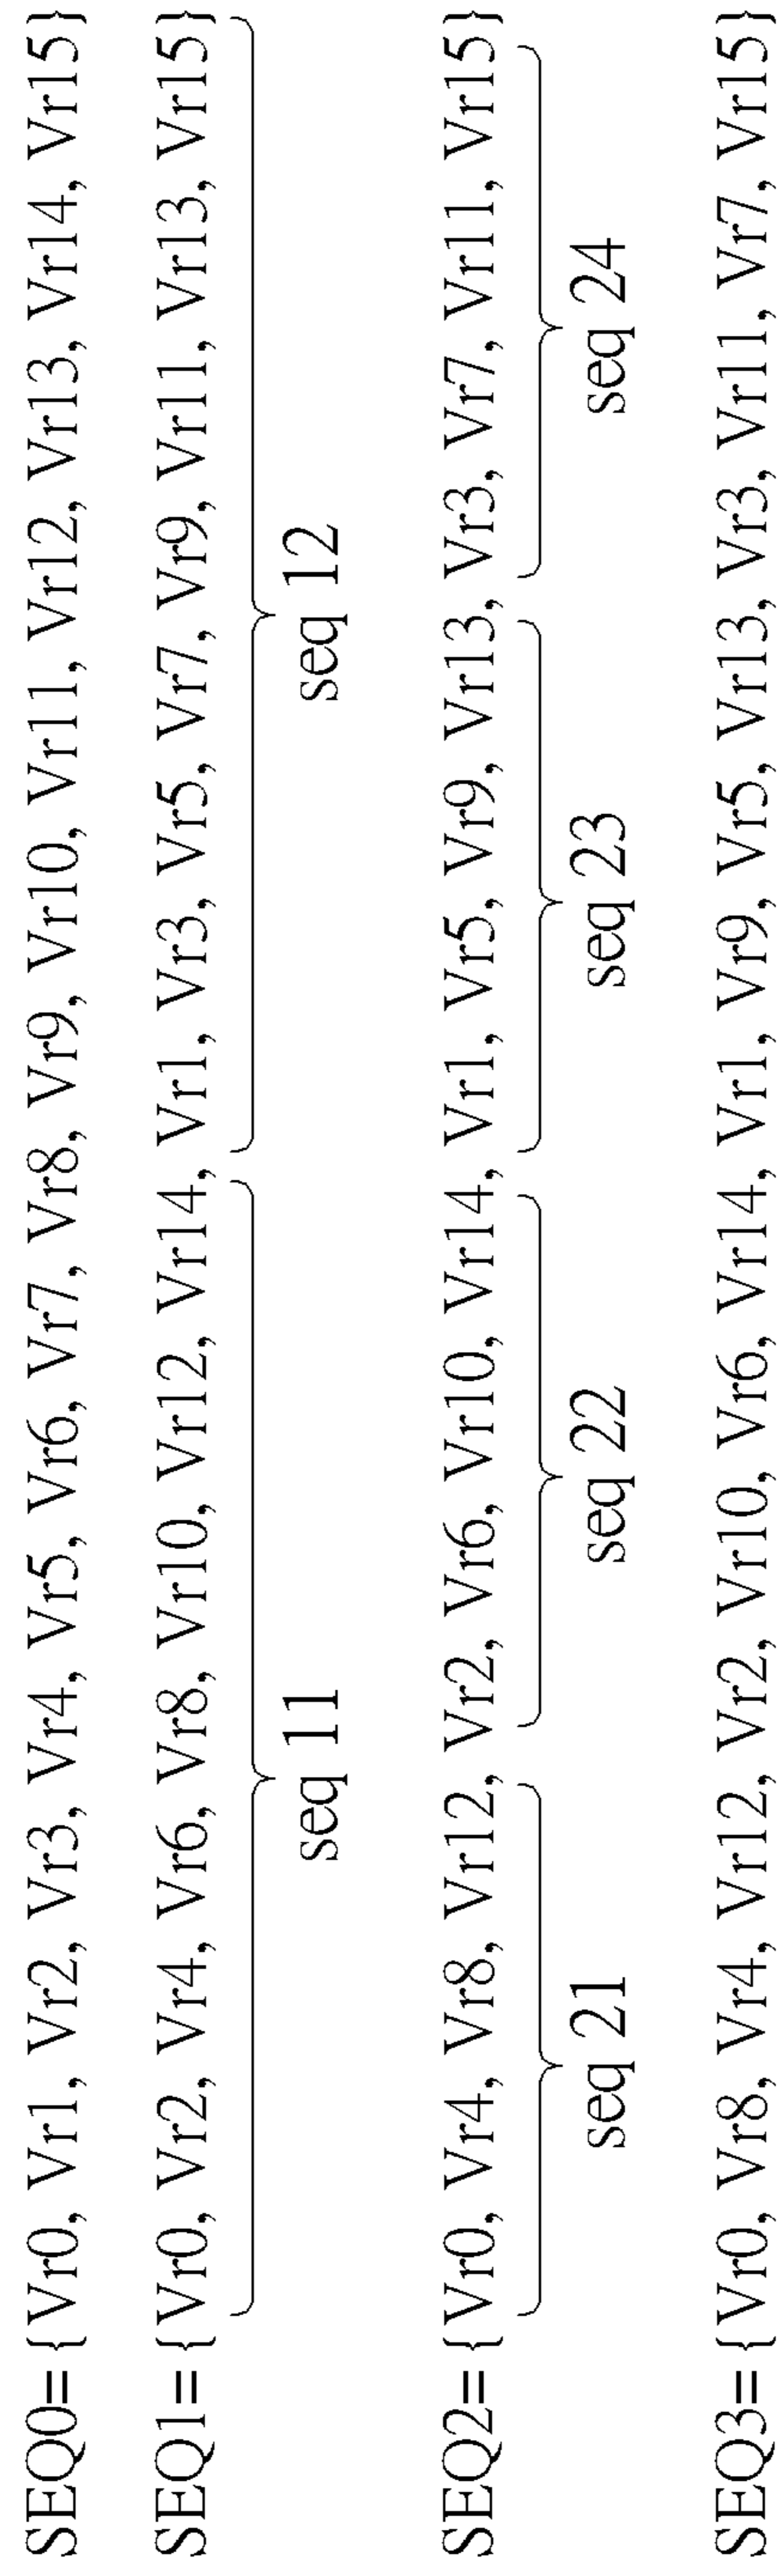 SEQ0={Vr0, Vr1, Vr2, Vr3, Vr4, Vr5, Vr6, Vr7, Vr8, Vr9, Vr10, Vr11, Vr12, Vr13, Vr14, Vr15}
SEQ1={Vr0, Vr2, Vr4, Vr6, Vr8, Vr10, Vr12, Vr14, Vr1, Vr3, Vr5, Vr7, Vr9, Vr11, Vr13, Vr15}
seq 11 seq 12
SEQ2={Vr0, Vr4, Vr8, Vr12, Vr2, Vr6, Vr10, Vr14, Vr1, Vr5, Vr9, Vr13, Vr3, Vr7, Vr11, Vr15}
seq 21 seq 22 seq 23 seq 24
SEQ3={Vr0, Vr8, Vr4, Vr12, Vr2, Vr10, Vr6, Vr14, Vr1, Vr9, Vr5, Vr13, Vr3, Vr11, Vr7, Vr15}